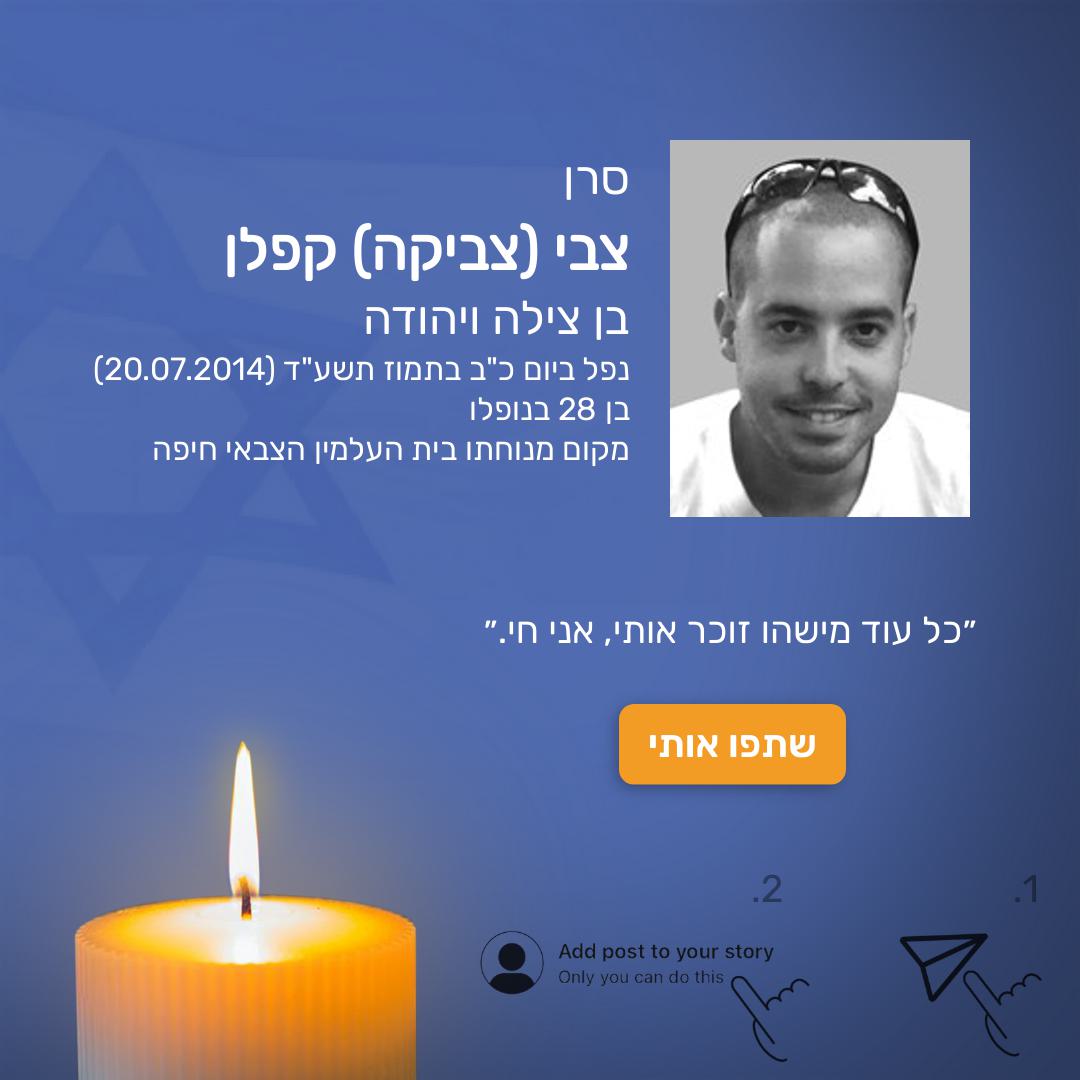 סרן
צבי (צביקה) קפלן
בן צילה ויהודה
נפל ביום כ"ב בתמוז תשע"ד (20.07.2014)
בן 28 בנופלו
מקום מנוחתו בית העלמין הצבאי חיפה
״כל עוד מישהו זוכר אותי, אני חי.״
שתפו אותי
1.
2.
Add post to your story
Only you can do this